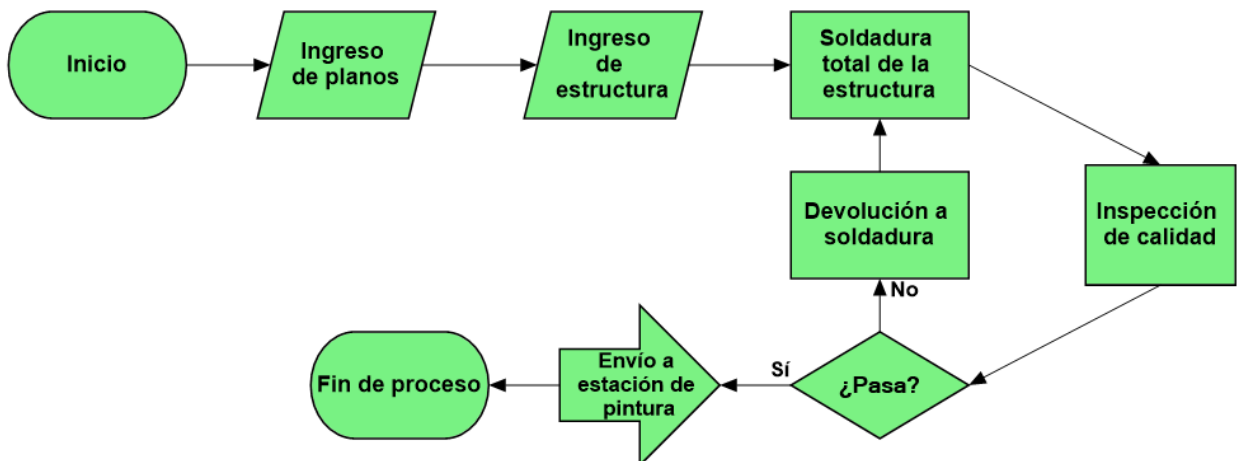 Inicio
Ingreso
de planos
Ingreso
de
estructura
Soldadura
total de la
estructura
Inspección
de calidad
Devolución a
soldadura
No
¿Pasa?
Sí
Envío a
estación de
pintura
Fin de proceso